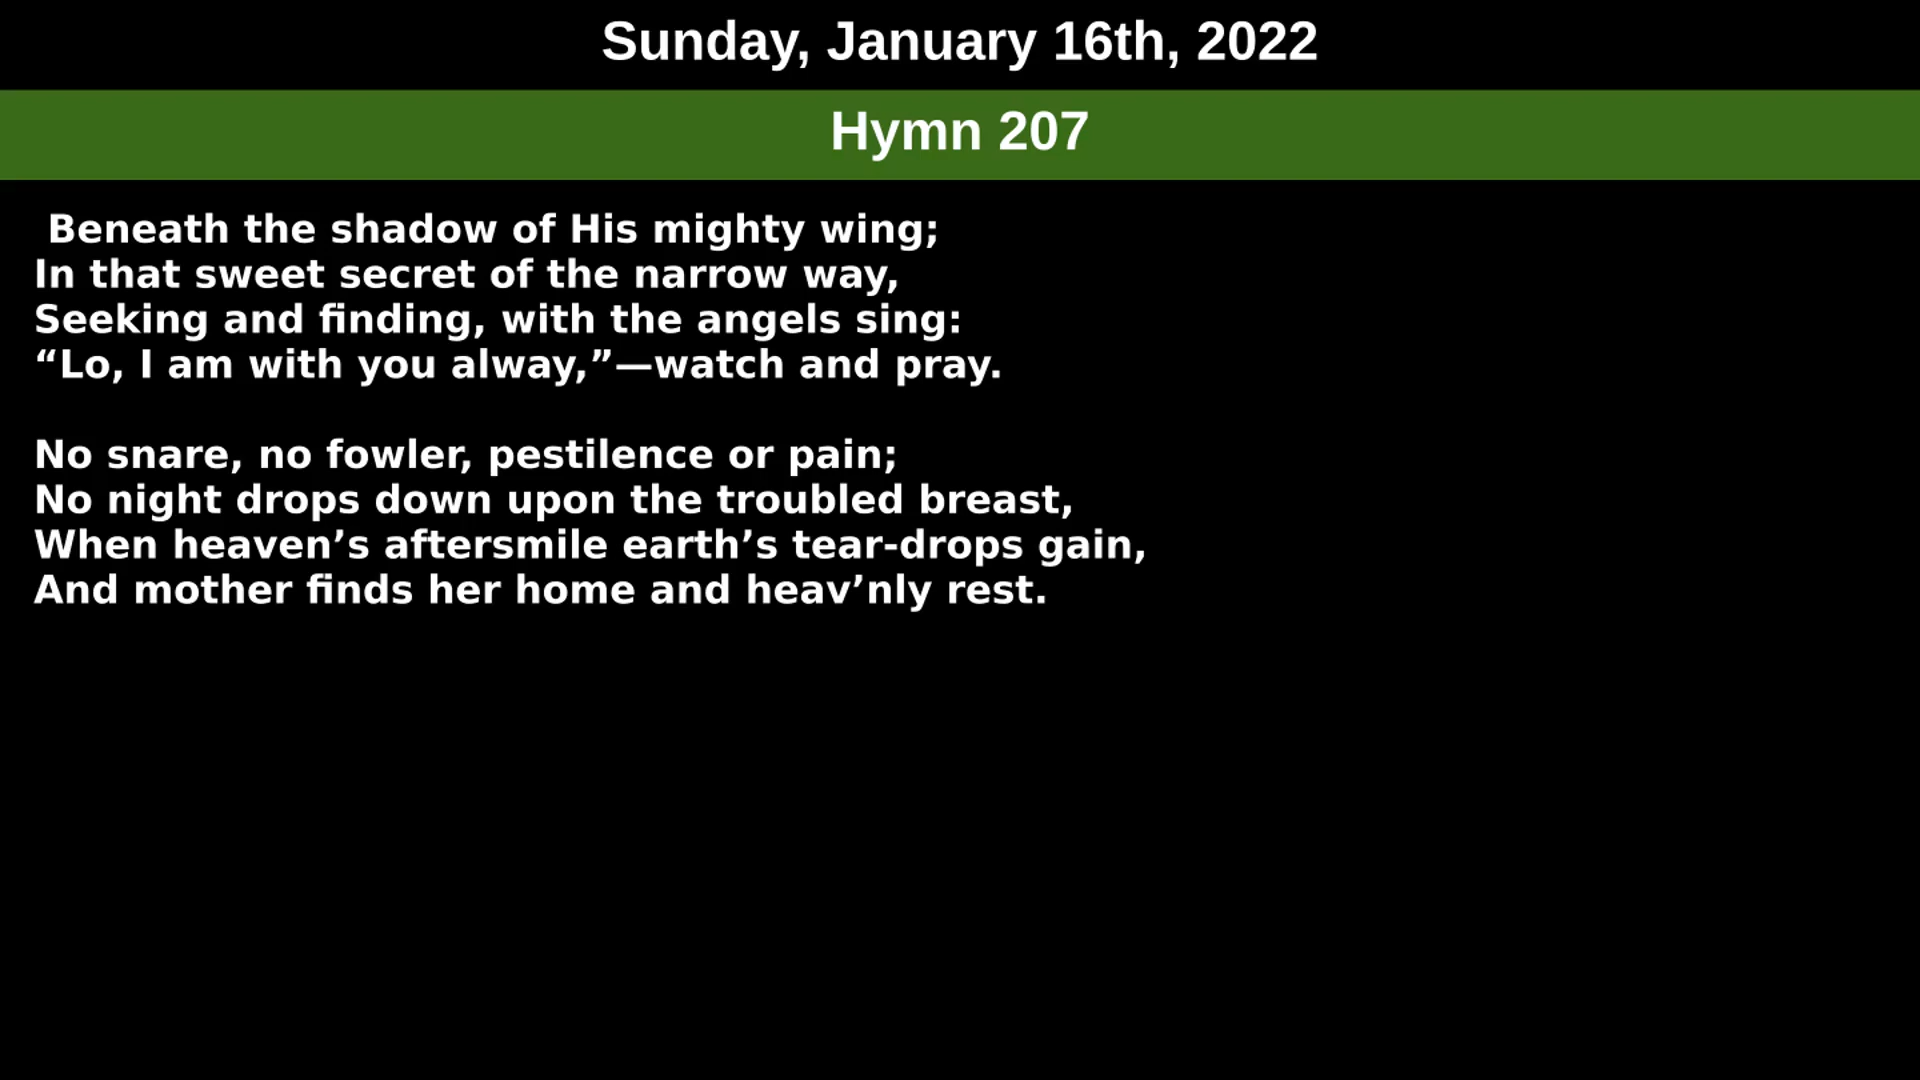 Sunday, January 16th, 2022
Hymn 207
Beneath the shadow of His mighty wing;
In that sweet secret of the narrow way,
Seeking and finding, with the angels sing:
“Lo, I am with you alway,”—watch and pray.
No snare, no fowler, pestilence or pain;
No night drops down upon the troubled breast,
When heaven’s aftersmile earth’s tear-drops gain,
And mother finds her home and heav’nly rest.